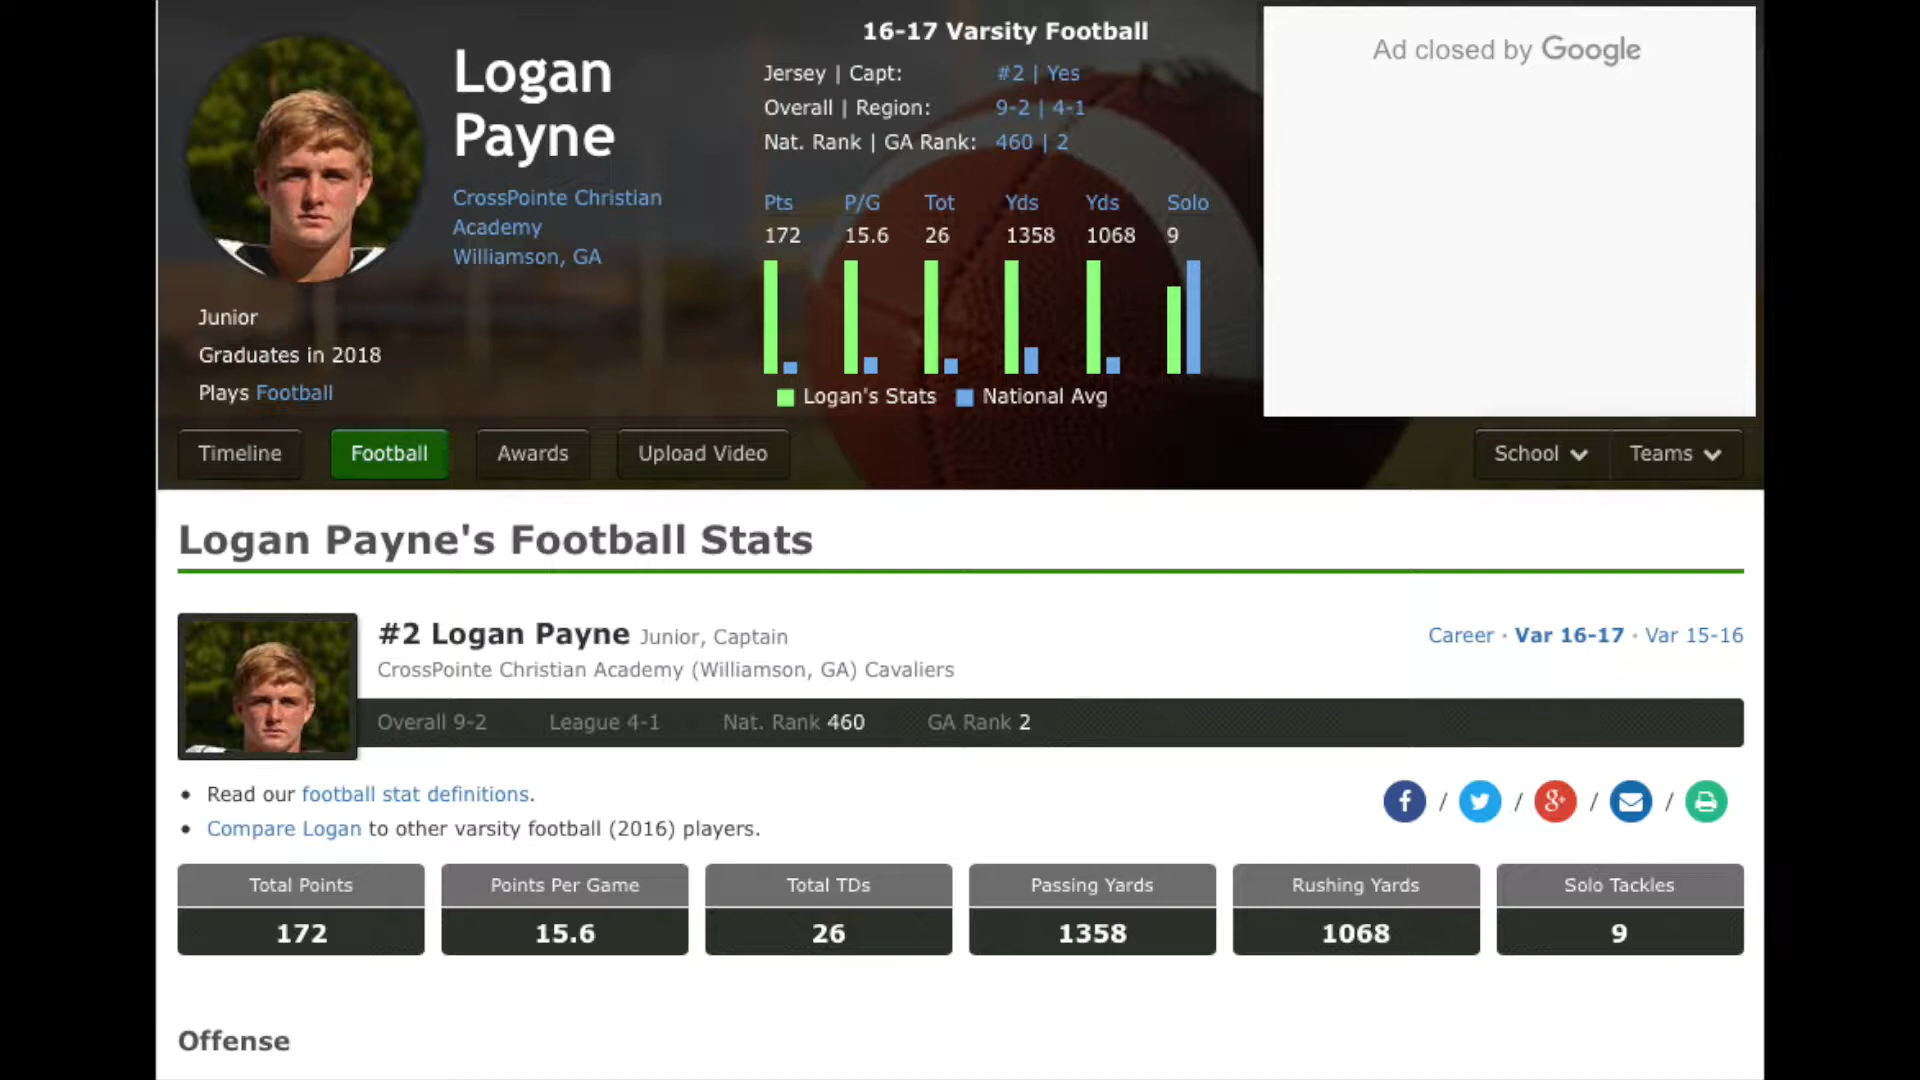 Logan
Payne
CrossPointe Christian
Academy
Williamson, GA
Junior
Graduates in 2018
Plays Football
16-17 Varsity Football
Jersey | Capt: #2 | Yes
Overall | Region: 9-2 | 4-1
Nat. Rank | GA Rank: 460 | 2
Pts P/G Tot Yds Yds Solo
172 15.6 26 1358 1068 9
Logan's Stats National Avg
Ad closed by Google
Timeline Football Awards Upload Video School Teams
Logan Payne's Football Stats
#2 Logan Payne Junior, Captain
Career · Var 16-17 · Var 15-16
CrossPointe Christian Academy (Williamson, GA) Cavaliers
Overall 9-2 League 4-1 Nat. Rank 460 GA Rank 2
• Read our football stat definitions.
• Compare Logan to other varsity football (2016) players.
f / / g+ / /
Total Points Points Per Game Total TDs Passing Yards Rushing Yards Solo Tackles
172 15.6 26 1358 1068 9
Offense